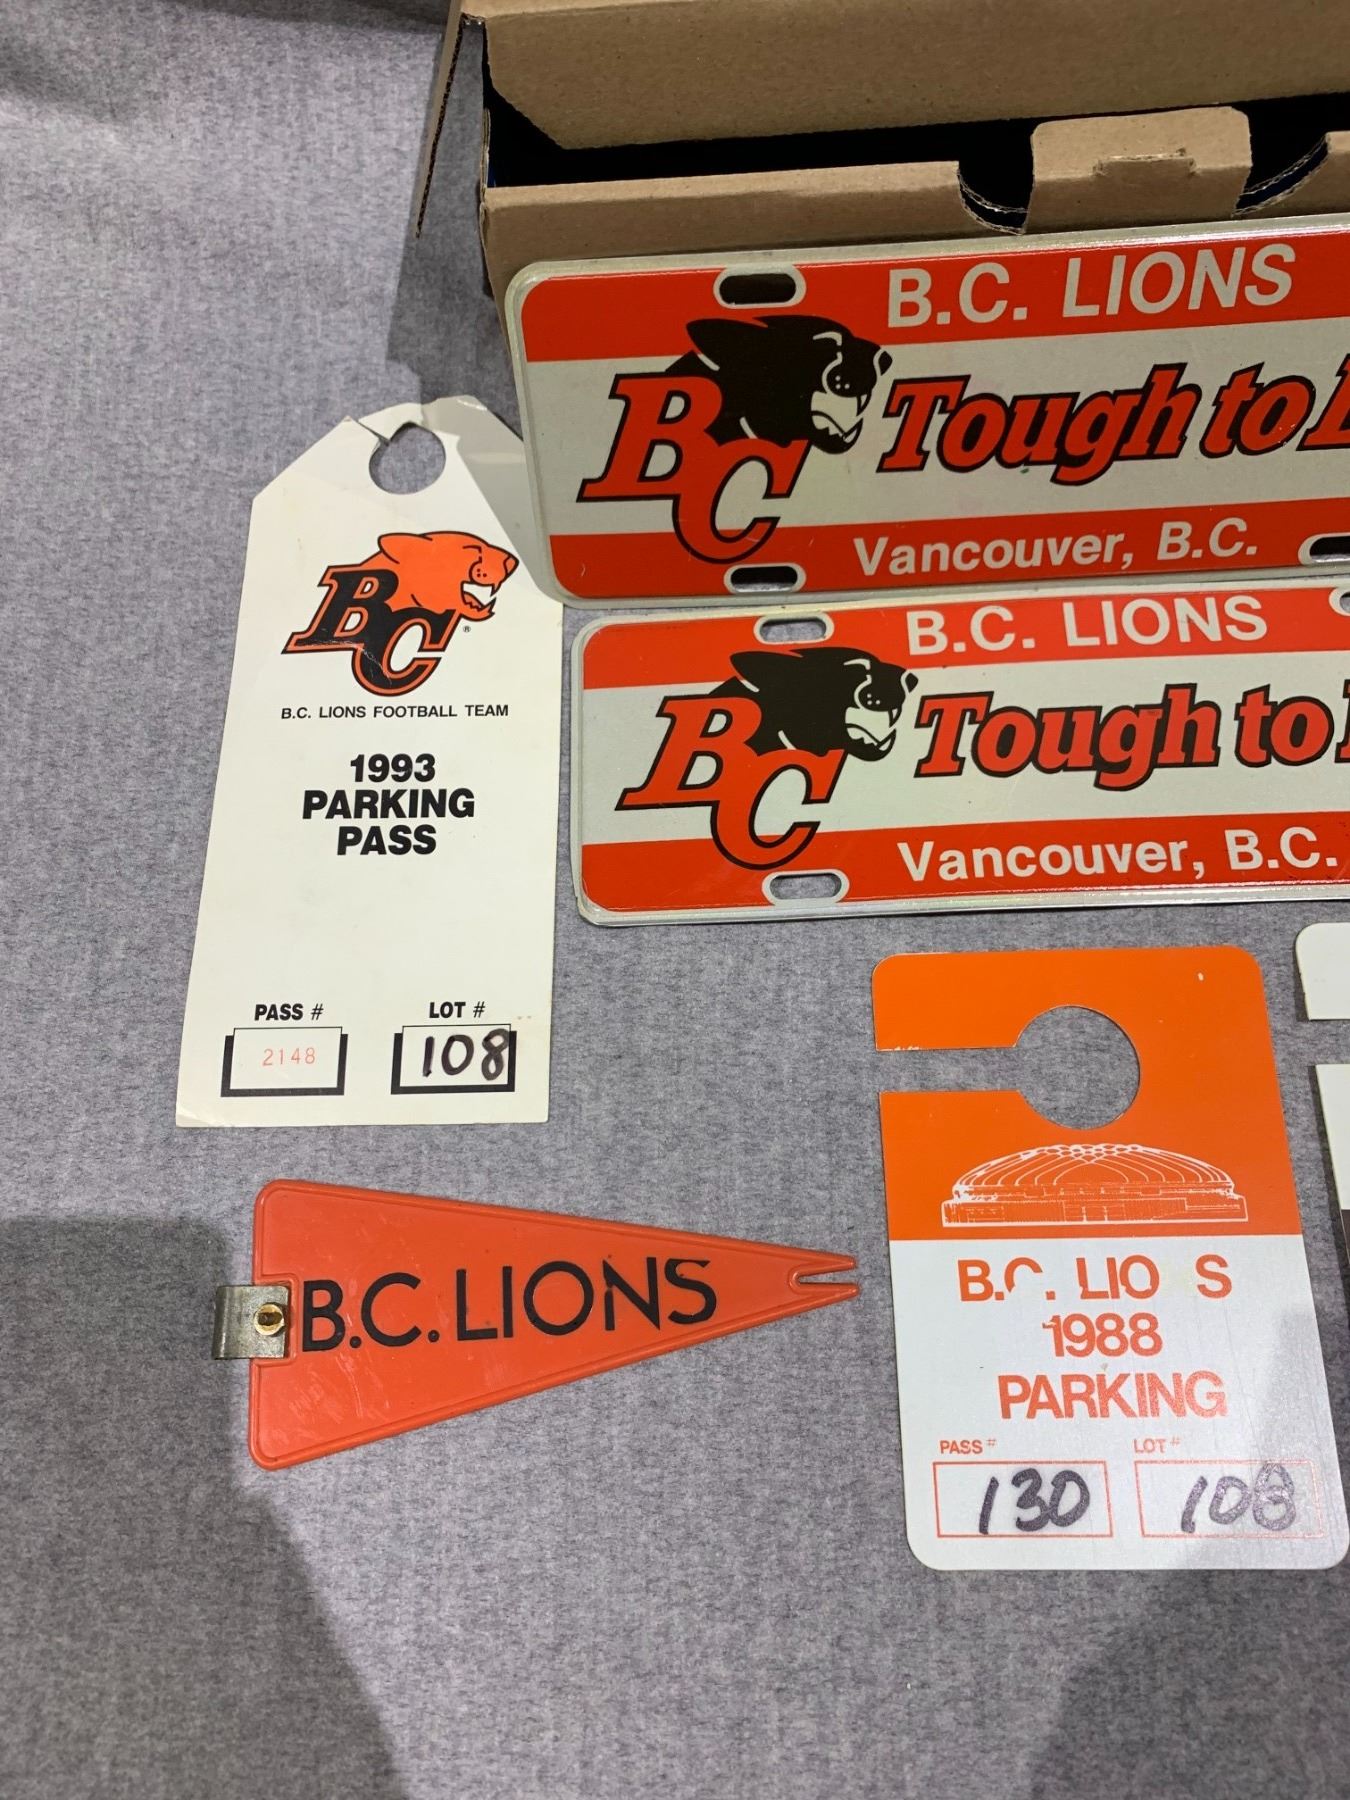 B.C. LIONS
BC Tough to
Vancouver, B.C.
B.C. LIONS
BC Tough to
Vancouver, B.C.
BC ®
B.C. LIONS FOOTBALL TEAM
1993
PARKING
PASS
PASS # LOT #
2148 108
B.C. LIONS
B.C. LIO S
1988
PARKING
PASS # LOT #
130 108